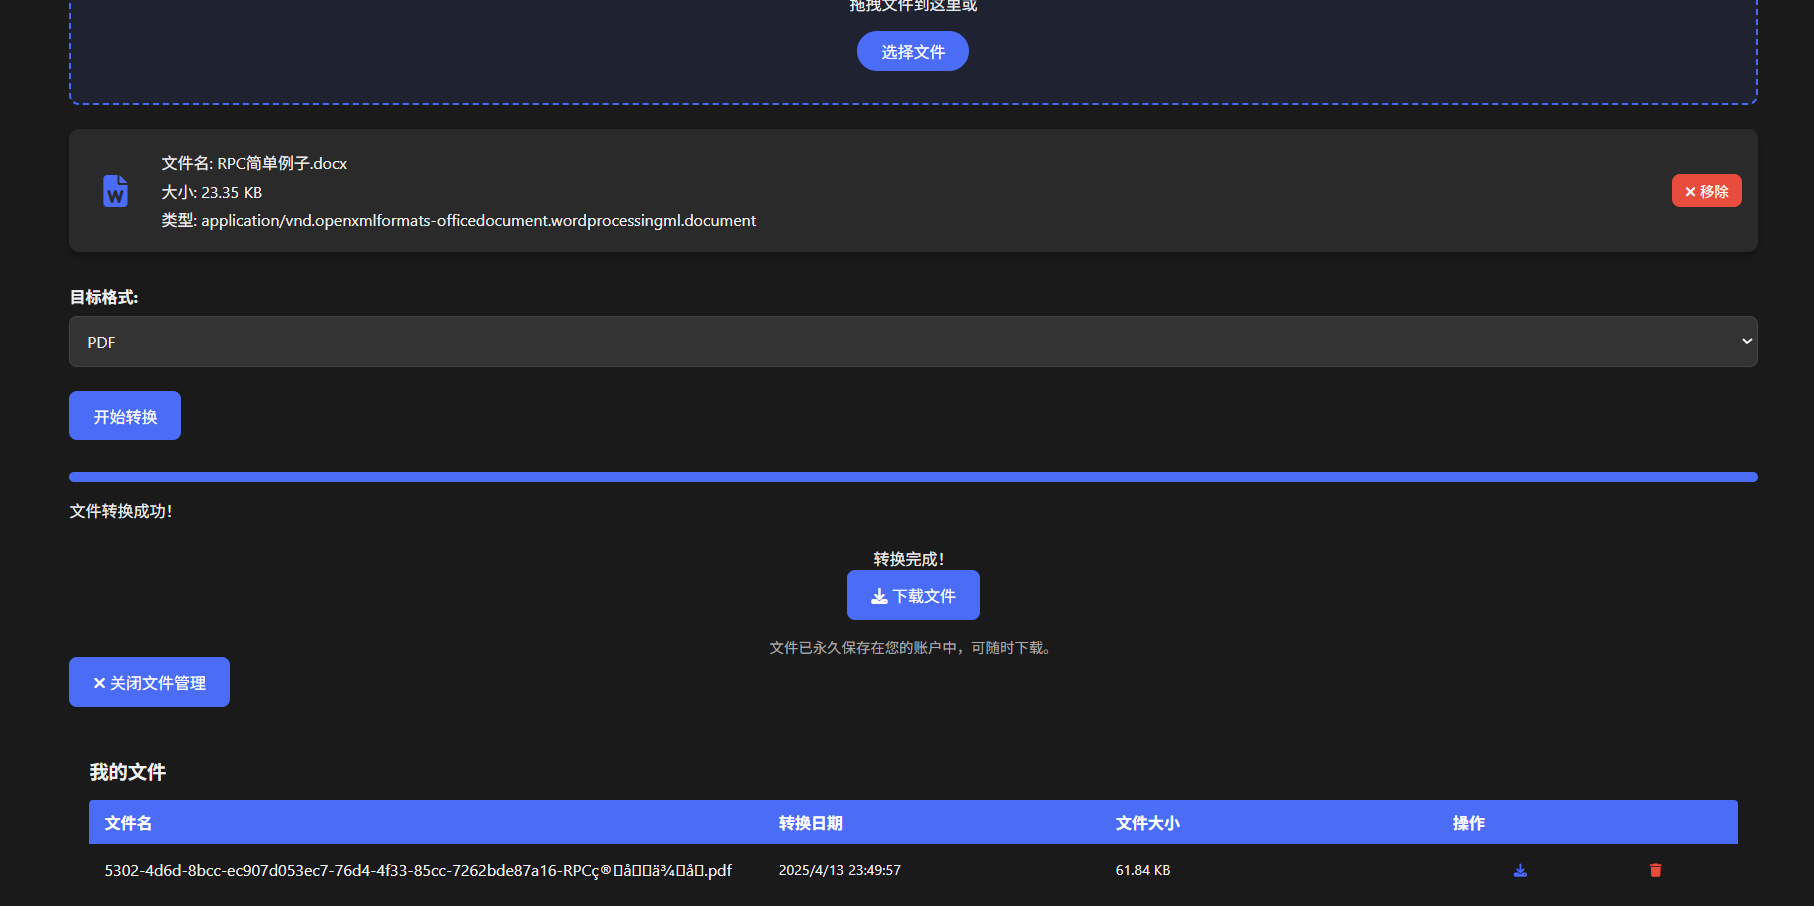 拖拽文件到这里或
选择文件
文件名: RPC简单例子.docx
大小: 23.35 KB
类型: application/vnd.openxmlformats-officedocument.wordprocessingml.document
移除
目标格式:
PDF
开始转换
文件转换成功!
转换完成!
下载文件
文件已永久保存在您的账户中，可随时下载。
关闭文件管理
我的文件
文件名 转换日期 文件大小 操作
5302-4d6d-8bcc-ec907d053ec7-76d4-4f33-85cc-7262bde87a16-RPCç®▯å▯▯ä¾▯å▯.pdf 2025/4/13 23:49:57 61.84 KB